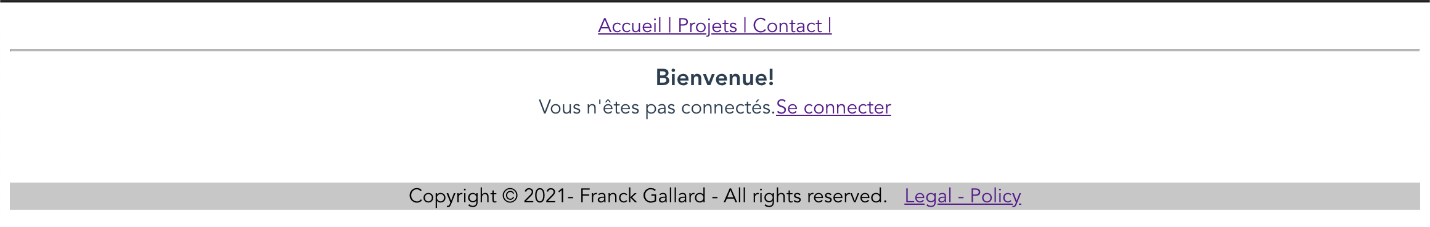 Accueil | Projets | Contact |
Bienvenue!
Vous n'êtes pas connectés.Se connecter
Copyright © 2021- Franck Gallard - All rights reserved. Legal - Policy